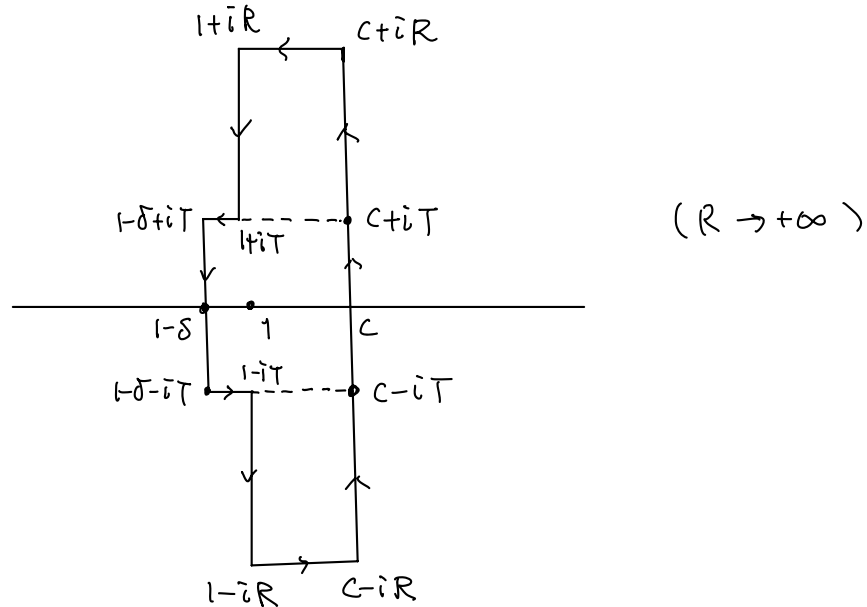 1+iR C+iR
1-δ+iT 1+iT C+iT (R → +∞)
1-δ 1 C
1-δ-iT 1-iT C-iT
1-iR C-iR